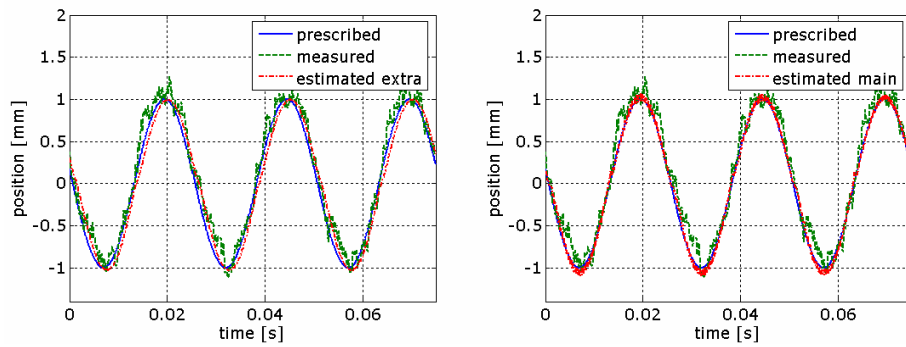 2
1.5
1
0.5
0
-0.5
-1
position [mm]
0
0.02
0.04
0.06
time [s]
prescribed
measured
estimated extra
2
1.5
1
0.5
0
-0.5
-1
position [mm]
0
0.02
0.04
0.06
time [s]
prescribed
measured
estimated main